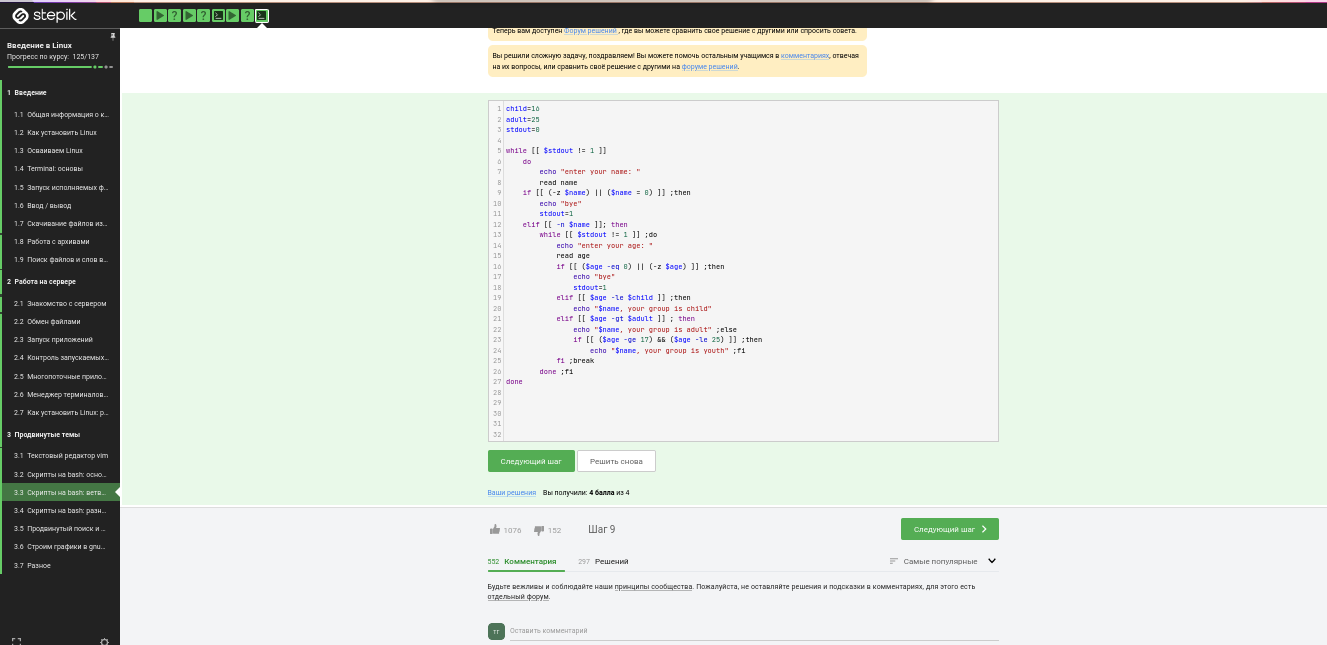 stepik
Введение в Linux
Прогресс по курсу: 125/137
1 Введение
1.1 Общая информация о к...
1.2 Как установить Linux
1.3 Осваиваем Linux
1.4 Terminal: основы
1.5 Запуск исполняемых ф...
1.6 Ввод / вывод
1.7 Скачивание файлов из...
1.8 Работа с архивами
1.9 Поиск файлов и слов в...
2 Работа на сервере
2.1 Знакомство с сервером
2.2 Обмен файлами
2.3 Запуск приложений
2.4 Контроль запускаемых...
2.5 Многопоточные прило...
2.6 Менеджер терминалов...
2.7 Как установить Linux: р...
3 Продвинутые темы
3.1 Текстовый редактор vim
3.2 Скрипты на bash: осно...
3.3 Скрипты на bash: ветв...
3.4 Скрипты на bash: разн...
3.5 Продвинутый поиск и ...
3.6 Строим графики в gnu...
3.7 Разное
Теперь вам доступен Форум решений , где вы можете сравнить свое решение с другими или спросить совета.
Вы решили сложную задачу, поздравляем! Вы можете помочь остальным учащимся в комментариях, отвечая
на их вопросы, или сравнить своё решение с другими на форуме решений.
1 child=16
2 adult=25
3 stdout=0
4
5 while [[ $stdout != 1 ]]
6 do
7 echo "enter your name: "
8 read name
9 if [[ (-z $name) || ($name = 0) ]] ;then
10 echo "bye"
11 stdout=1
12 elif [[ -n $name ]]; then
13 while [[ $stdout != 1 ]] ;do
14 echo "enter your age: "
15 read age
16 if [[ ($age -eq 0) || (-z $age) ]] ;then
17 echo "bye"
18 stdout=1
19 elif [[ $age -le $child ]] ;then
20 echo "$name, your group is child"
21 elif [[ $age -gt $adult ]] ; then
22 echo "$name, your group is adult" ;else
23 if [[ ($age -ge 17) && ($age -le 25) ]] ;then
24 echo "$name, your group is youth" ;fi
25 fi ;break
26 done ;fi
27 done
28
29
30
31
32
Следующий шаг Решить снова
Ваши решения Вы получили: 4 балла из 4
1076 152 Шаг 9 Следующий шаг
552 Комментария 297 Решений Самые популярные
Будьте вежливы и соблюдайте наши принципы сообщества. Пожалуйста, не оставляйте решения и подсказки в комментариях, для этого есть
отдельный форум.
ТГ Оставить комментарий